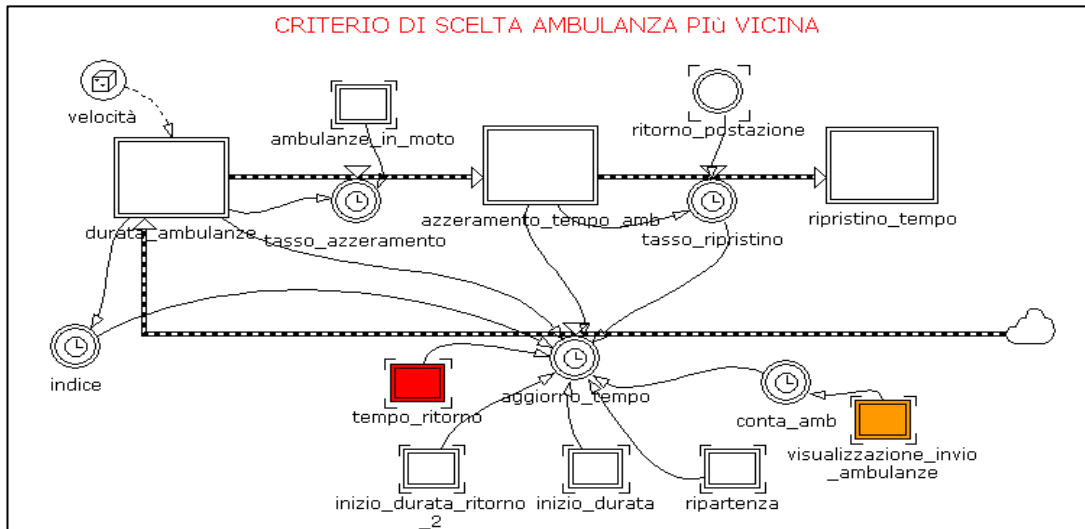 CRITERIO DI SCELTA AMBULANZA PIù VICINA
velocità
ambulanze_in_moto
ritorno_postazione
durata_ambulanze
tasso_azzeramento
azzeramento_tempo_amb
tasso_ripristino
ripristino_tempo
indice
tempo_ritorno
aggiorno_tempo
conta_amb
visualizzazione_invio
_ambulanze
inizio_durata_ritorno
_2
inizio_durata
ripartenza